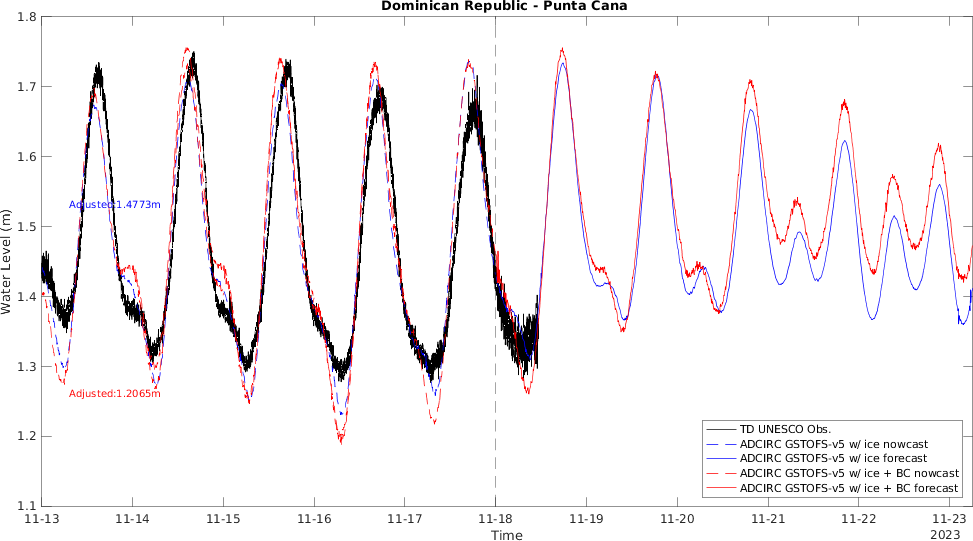 Dominican Republic - Punta Cana
1.8
1.7
1.6
1.5
1.4
1.3
1.2
1.1
Water Level (m)
Adjusted:1.4773m
Adjusted:1.2065m
TD UNESCO Obs.
ADCIRC GSTOFS-v5 w/ ice nowcast
ADCIRC GSTOFS-v5 w/ ice forecast
ADCIRC GSTOFS-v5 w/ ice + BC nowcast
ADCIRC GSTOFS-v5 w/ ice + BC forecast
11-13 11-14 11-15 11-16 11-17 11-18 11-19 11-20 11-21 11-22 11-23
2023
Time